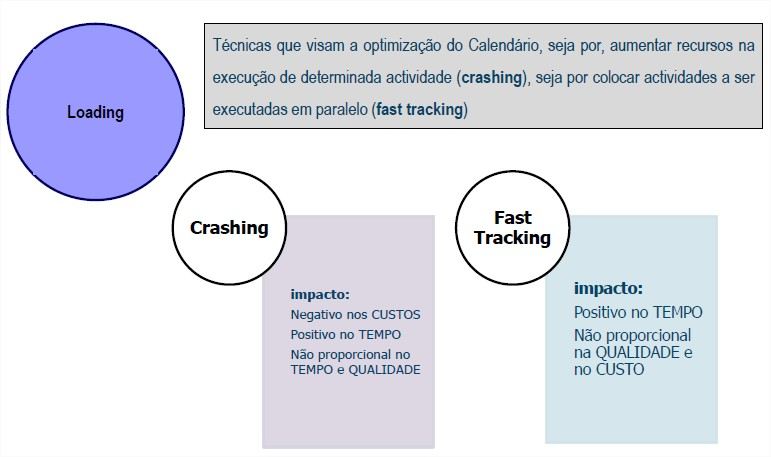 Loading
Técnicas que visam a optimização do Calendário, seja por, aumentar recursos na
execução de determinada actividade (crashing), seja por colocar actividades a ser
executadas em paralelo (fast tracking)
Crashing
impacto:
Negativo nos CUSTOS
Positivo no TEMPO
Não proporcional no
TEMPO e QUALIDADE
Fast
Tracking
impacto:
Positivo no TEMPO
Não proporcional
na QUALIDADE e
no CUSTO